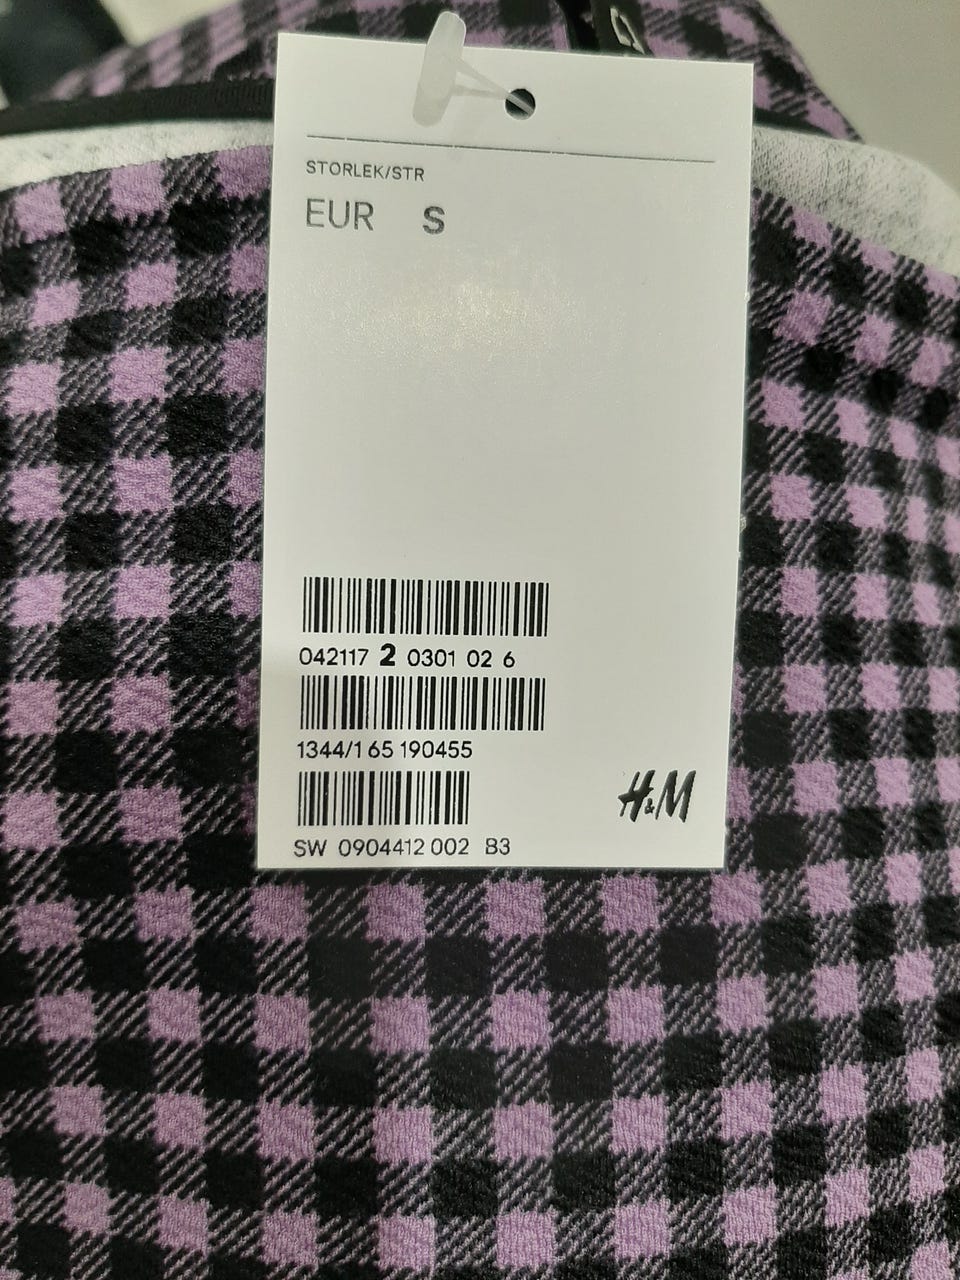 STORLEK/STR
EUR S
042117 2 0301 02 6
1344/1 65 190455
H&M
SW 0904412 002 B3